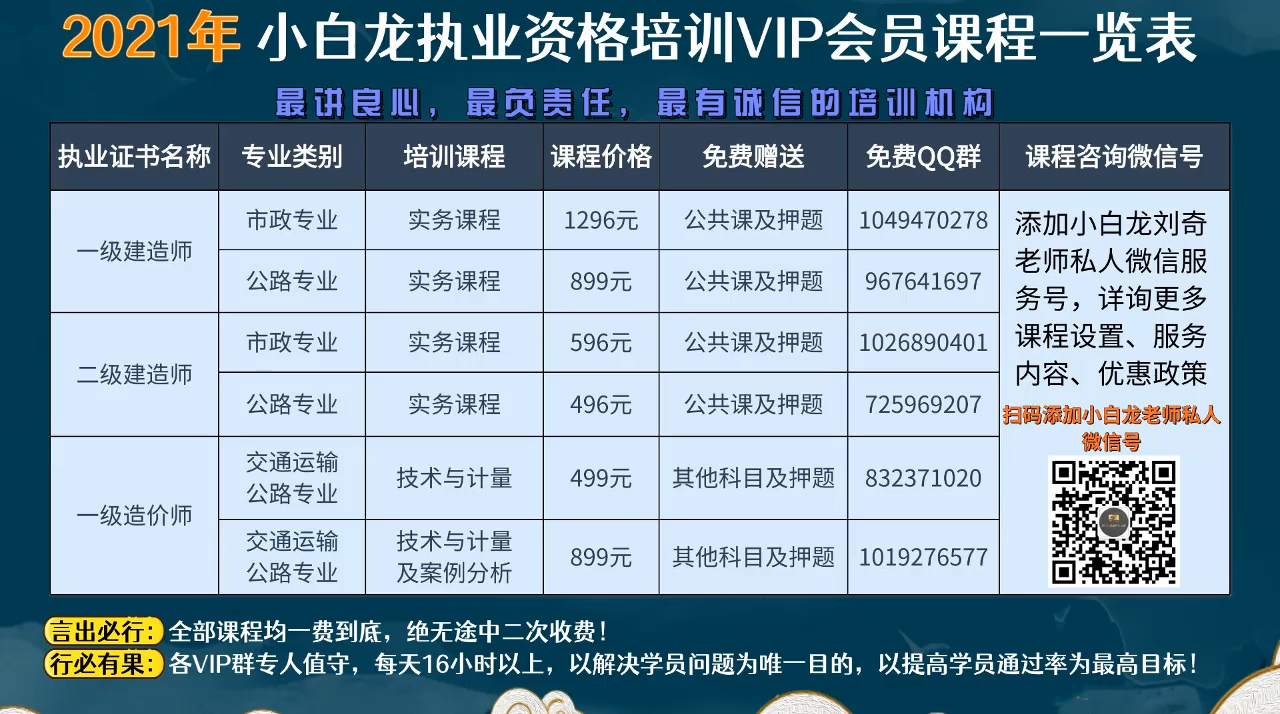 2021年 小白龙执业资格培训VIP会员课程一览表
最讲良心，最负责任，最有诚信的培训机构
执业证书名称 专业类别 培训课程 课程价格 免费赠送 免费QQ群 课程咨询微信号
一级建造师
市政专业 实务课程 1296元 公共课及押题 1049470278
公路专业 实务课程 899元 公共课及押题 967641697
二级建造师
市政专业 实务课程 596元 公共课及押题 1026890401
公路专业 实务课程 496元 公共课及押题 725969207
一级造价师
交通运输
公路专业
技术与计量 499元 其他科目及押题 832371020
交通运输
公路专业
技术与计量
及案例分析
899元 其他科目及押题 1019276577
添加小白龙刘奇
老师私人微信服
务号，详询更多
课程设置、服务
内容、优惠政策
扫码添加小白龙老师私人
微信号
言出必行：全部课程均一费到底，绝无途中二次收费！
行必有果：各VIP群专人值守，每天16小时以上，以解决学员问题为唯一目的，以提高学员通过率为最高目标！